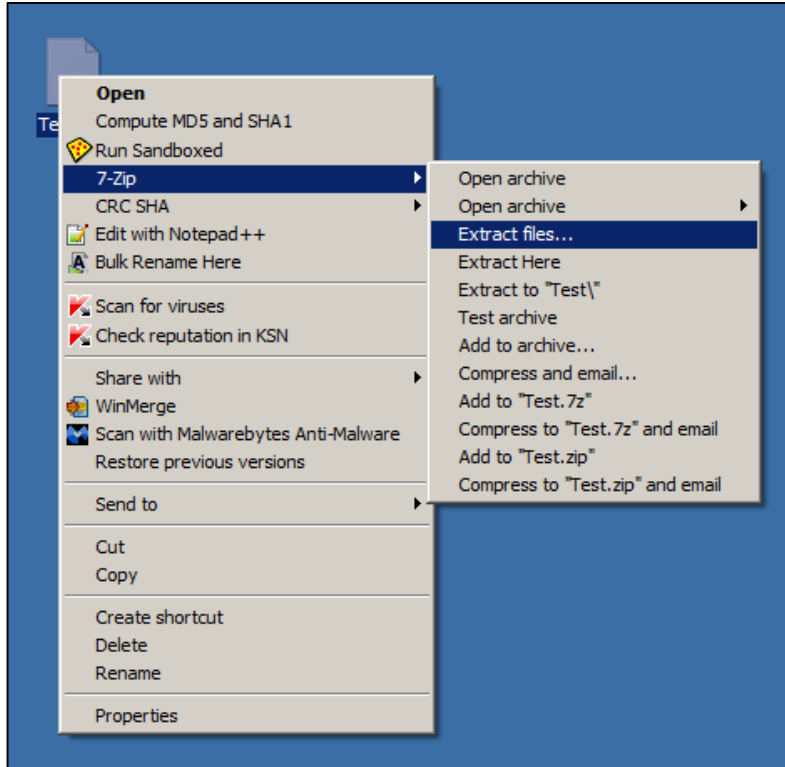 Te
Open
Compute MD5 and SHA1
Run Sandboxed
7-Zip
CRC SHA
Edit with Notepad++
Bulk Rename Here
Scan for viruses
Check reputation in KSN
Share with
WinMerge
Scan with Malwarebytes Anti-Malware
Restore previous versions
Send to
Cut
Copy
Create shortcut
Delete
Rename
Properties
Open archive
Open archive
Extract files...
Extract Here
Extract to "Test\"
Test archive
Add to archive...
Compress and email...
Add to "Test.7z"
Compress to "Test.7z" and email
Add to "Test.zip"
Compress to "Test.zip" and email